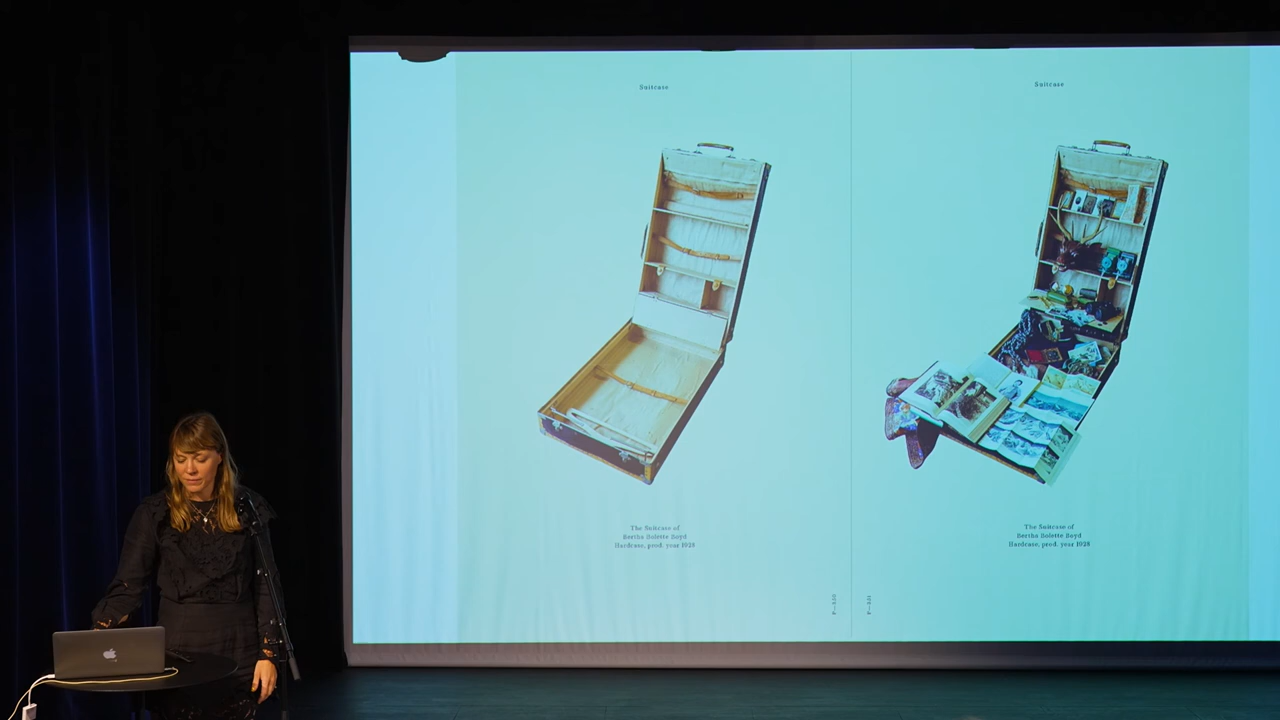 Suitcase
The Suitcase of
Bertha Bolette Boyd
Hardcase, prod. year 1928
Suitcase
The Suitcase of
Bertha Bolette Boyd
Hardcase, prod. year 1928